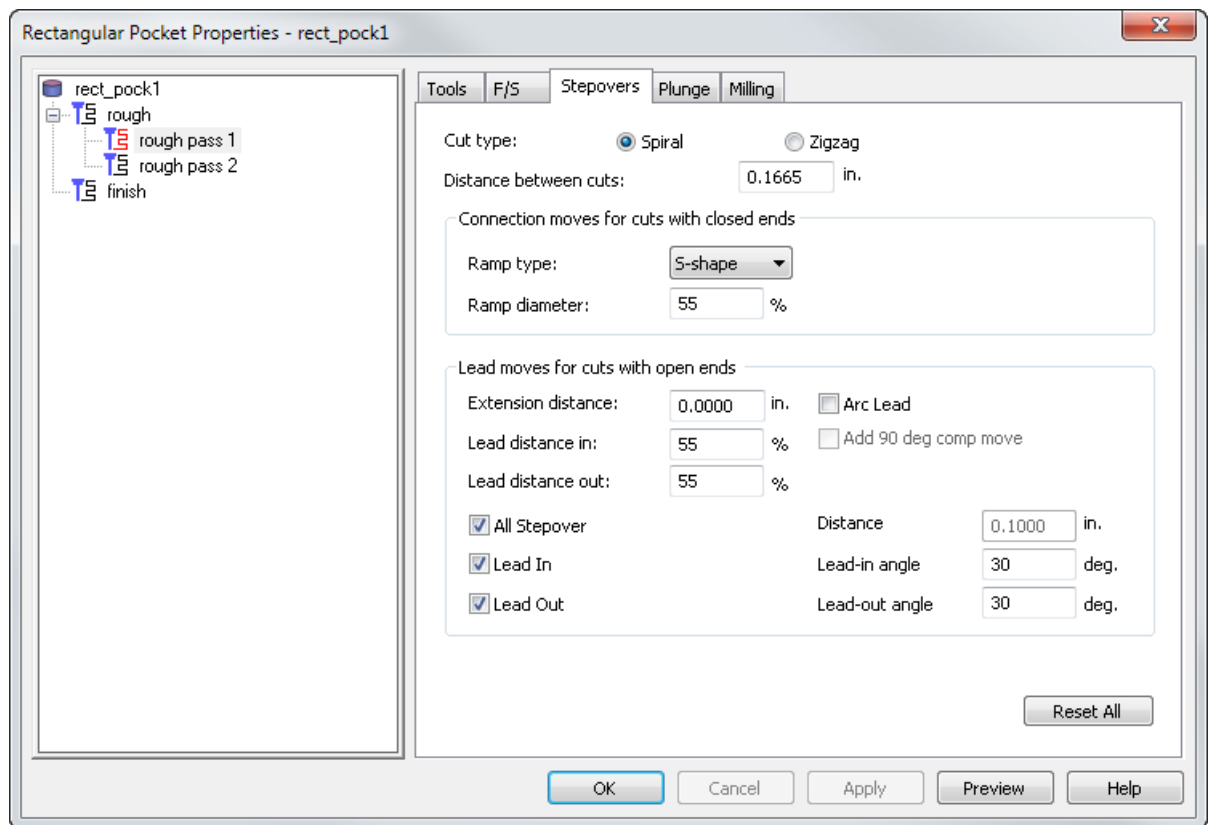 Rectangular Pocket Properties - rect_pock1
rect_pock1
rough
rough pass 1
rough pass 2
finish
Tools F/S Stepovers Plunge Milling
Cut type: Spiral Zigzag
Distance between cuts: 0.1665 in.
Connection moves for cuts with closed ends
Ramp type: S-shape
Ramp diameter: 55 %
Lead moves for cuts with open ends
Extension distance: 0.0000 in. Arc Lead
Lead distance in: 55 % Add 90 deg comp move
Lead distance out: 55 %
All Stepover Distance 0.1000 in.
Lead In Lead-in angle 30 deg.
Lead Out Lead-out angle 30 deg.
Reset All
OK Cancel Apply Preview Help